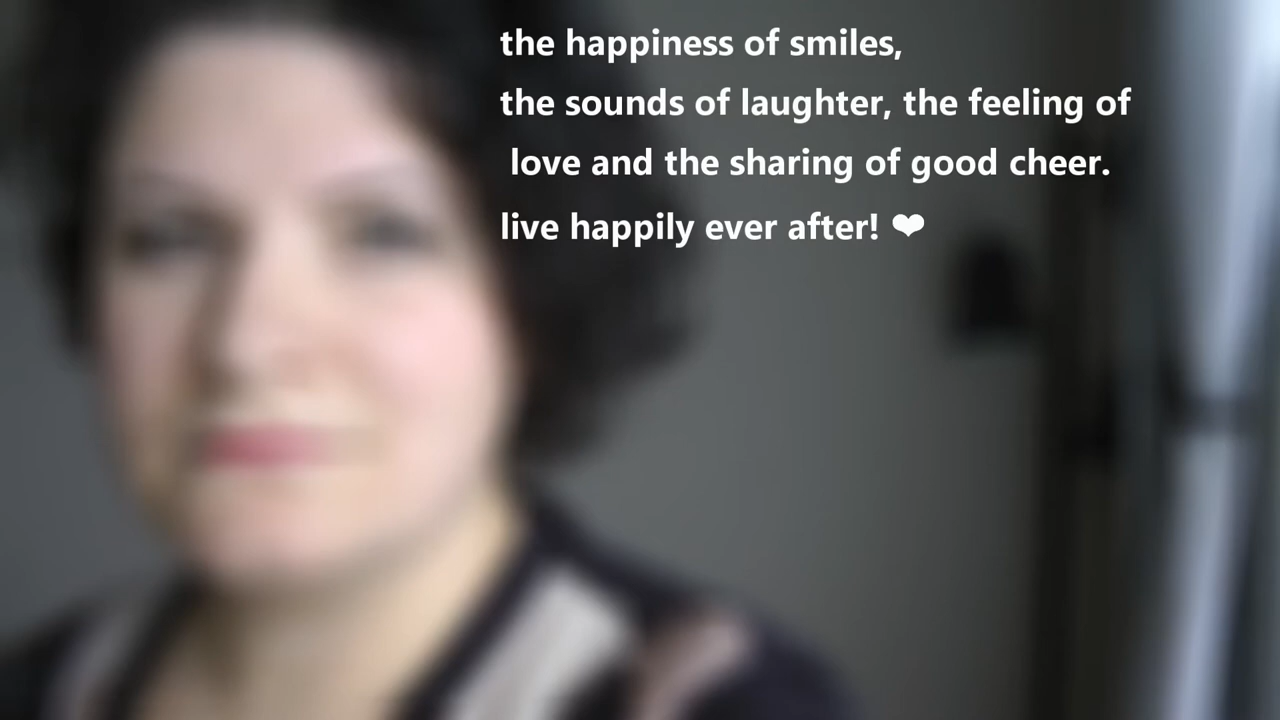 the happiness of smiles,
the sounds of laughter, the feeling of
love and the sharing of good cheer.
live happily ever after! ❤